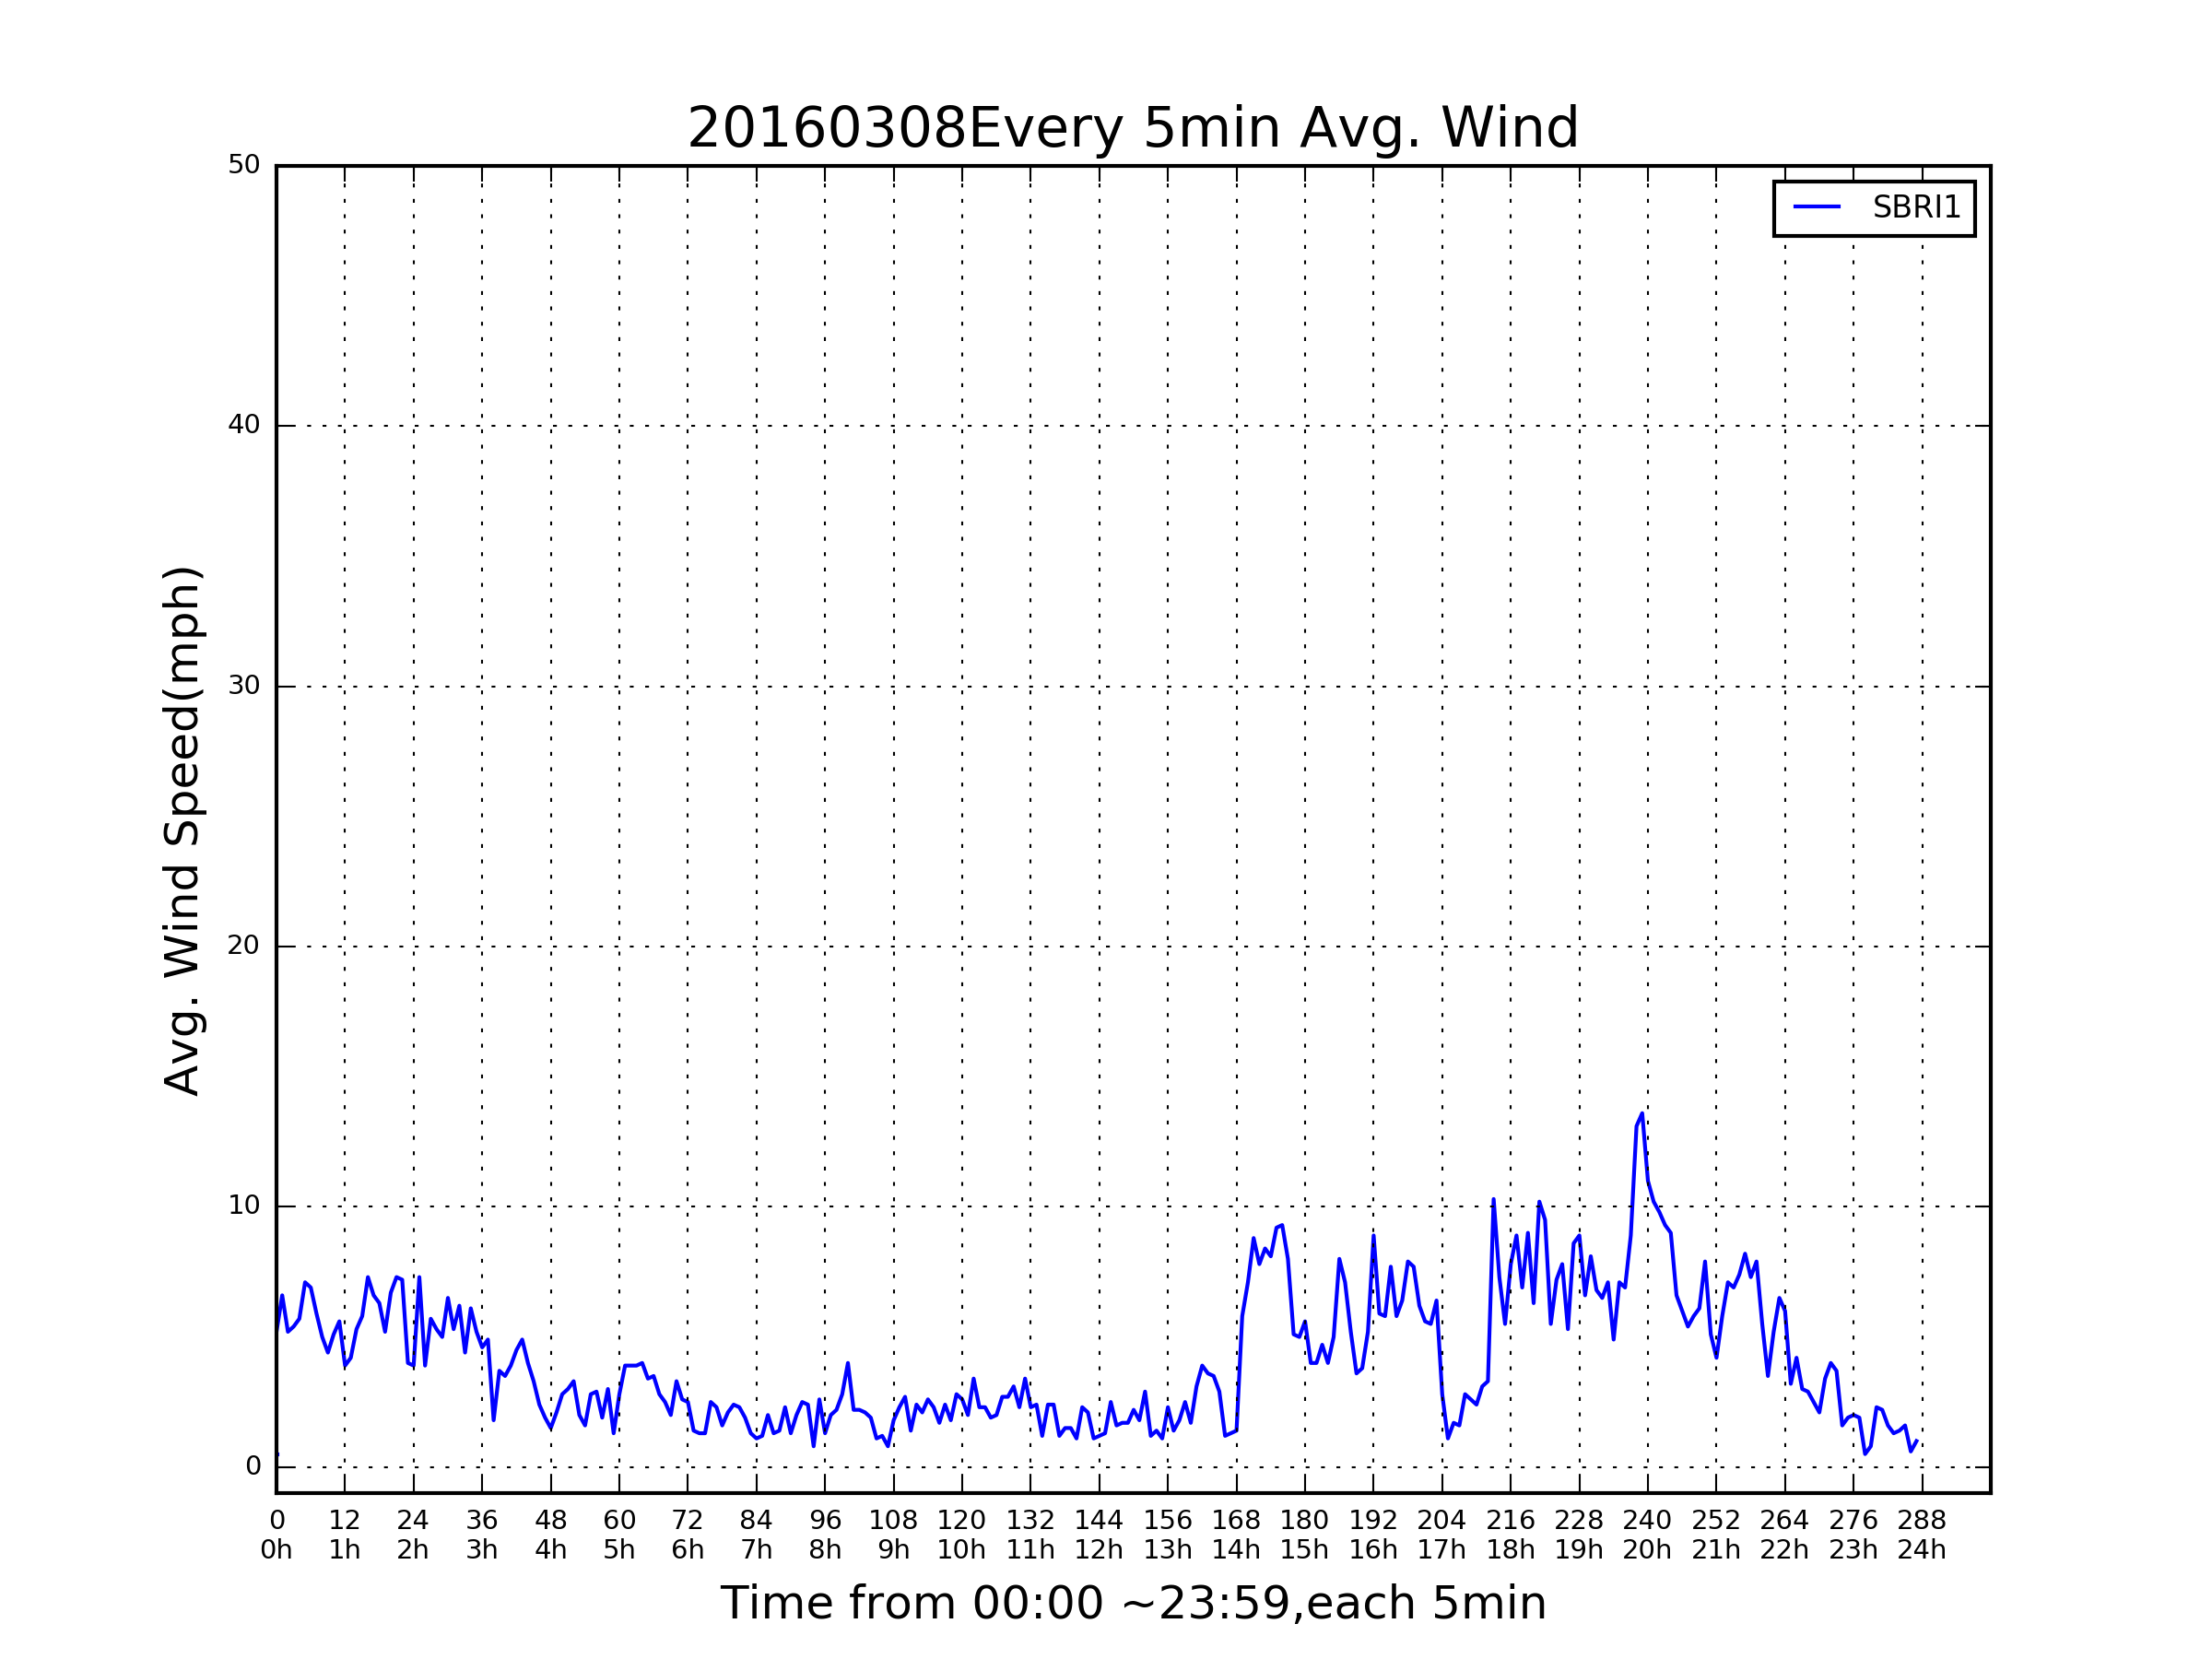 20160308Every 5min Avg. Wind
SBRI1
Avg. Wind Speed(mph)
50
40
30
20
10
0
0 12 24 36 48 60 72 84 96 108 120 132 144 156 168 180 192 204 216 228 240 252 264 276 288
0h 1h 2h 3h 4h 5h 6h 7h 8h 9h 10h 11h 12h 13h 14h 15h 16h 17h 18h 19h 20h 21h 22h 23h 24h
Time from 00:00 ~23:59,each 5min